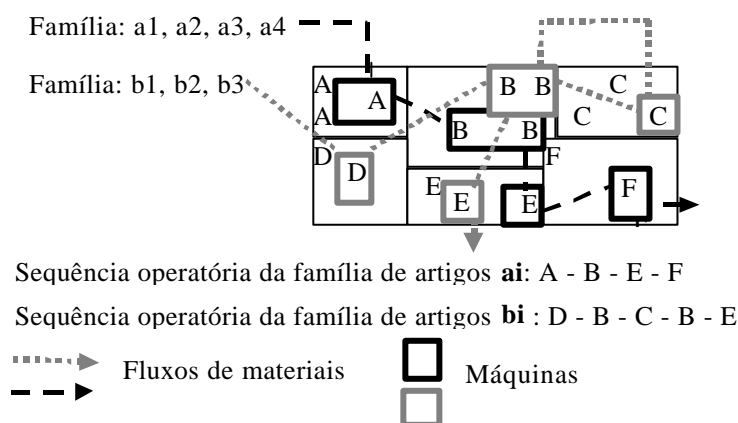 Família: a1, a2, a3, a4
Família: b1, b2, b3
A
A
A
B B
B B
C
C
C
D
D
E
E
E
F
F
Sequência operatória da família de artigos ai: A - B - E - F
Sequência operatória da família de artigos bi : D - B - C - B - E
Fluxos de materiais
Máquinas